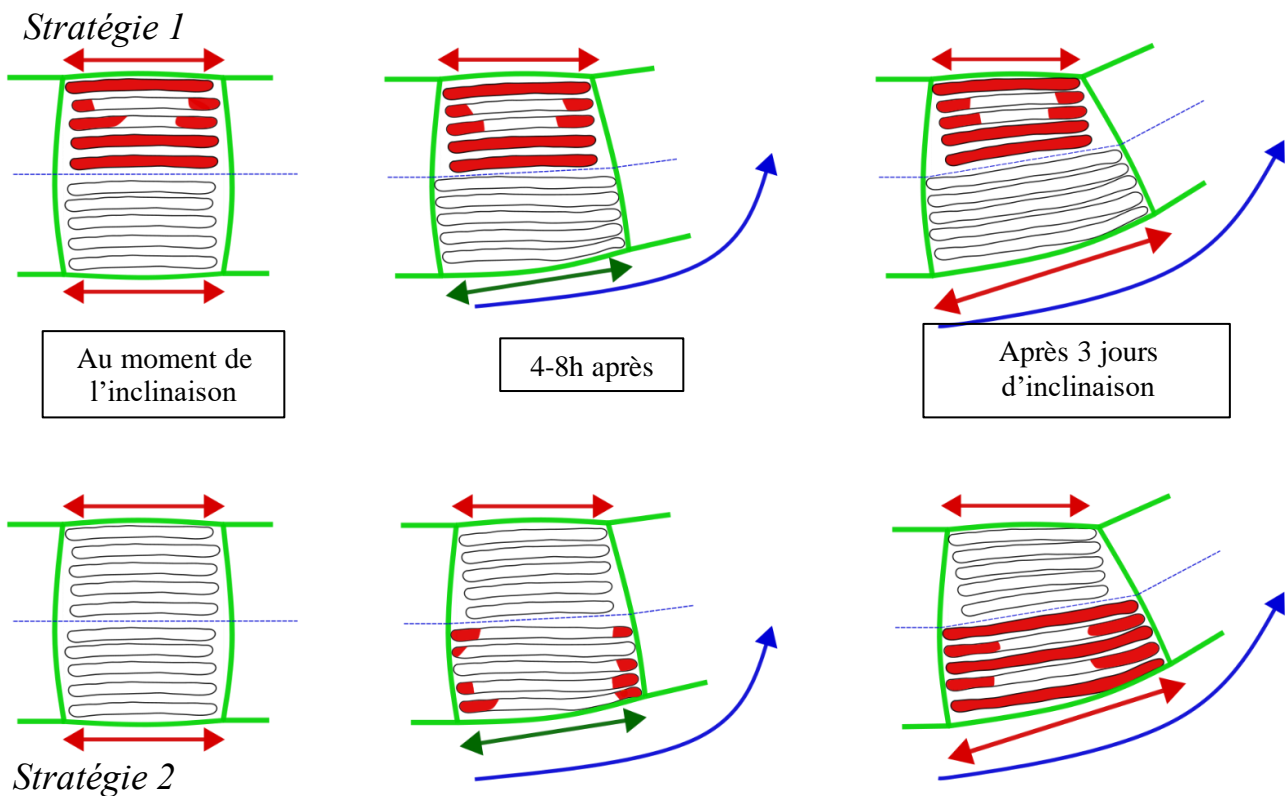 Stratégie 1
Au moment de
l’inclinaison
4-8h après
Après 3 jours
d’inclinaison
Stratégie 2